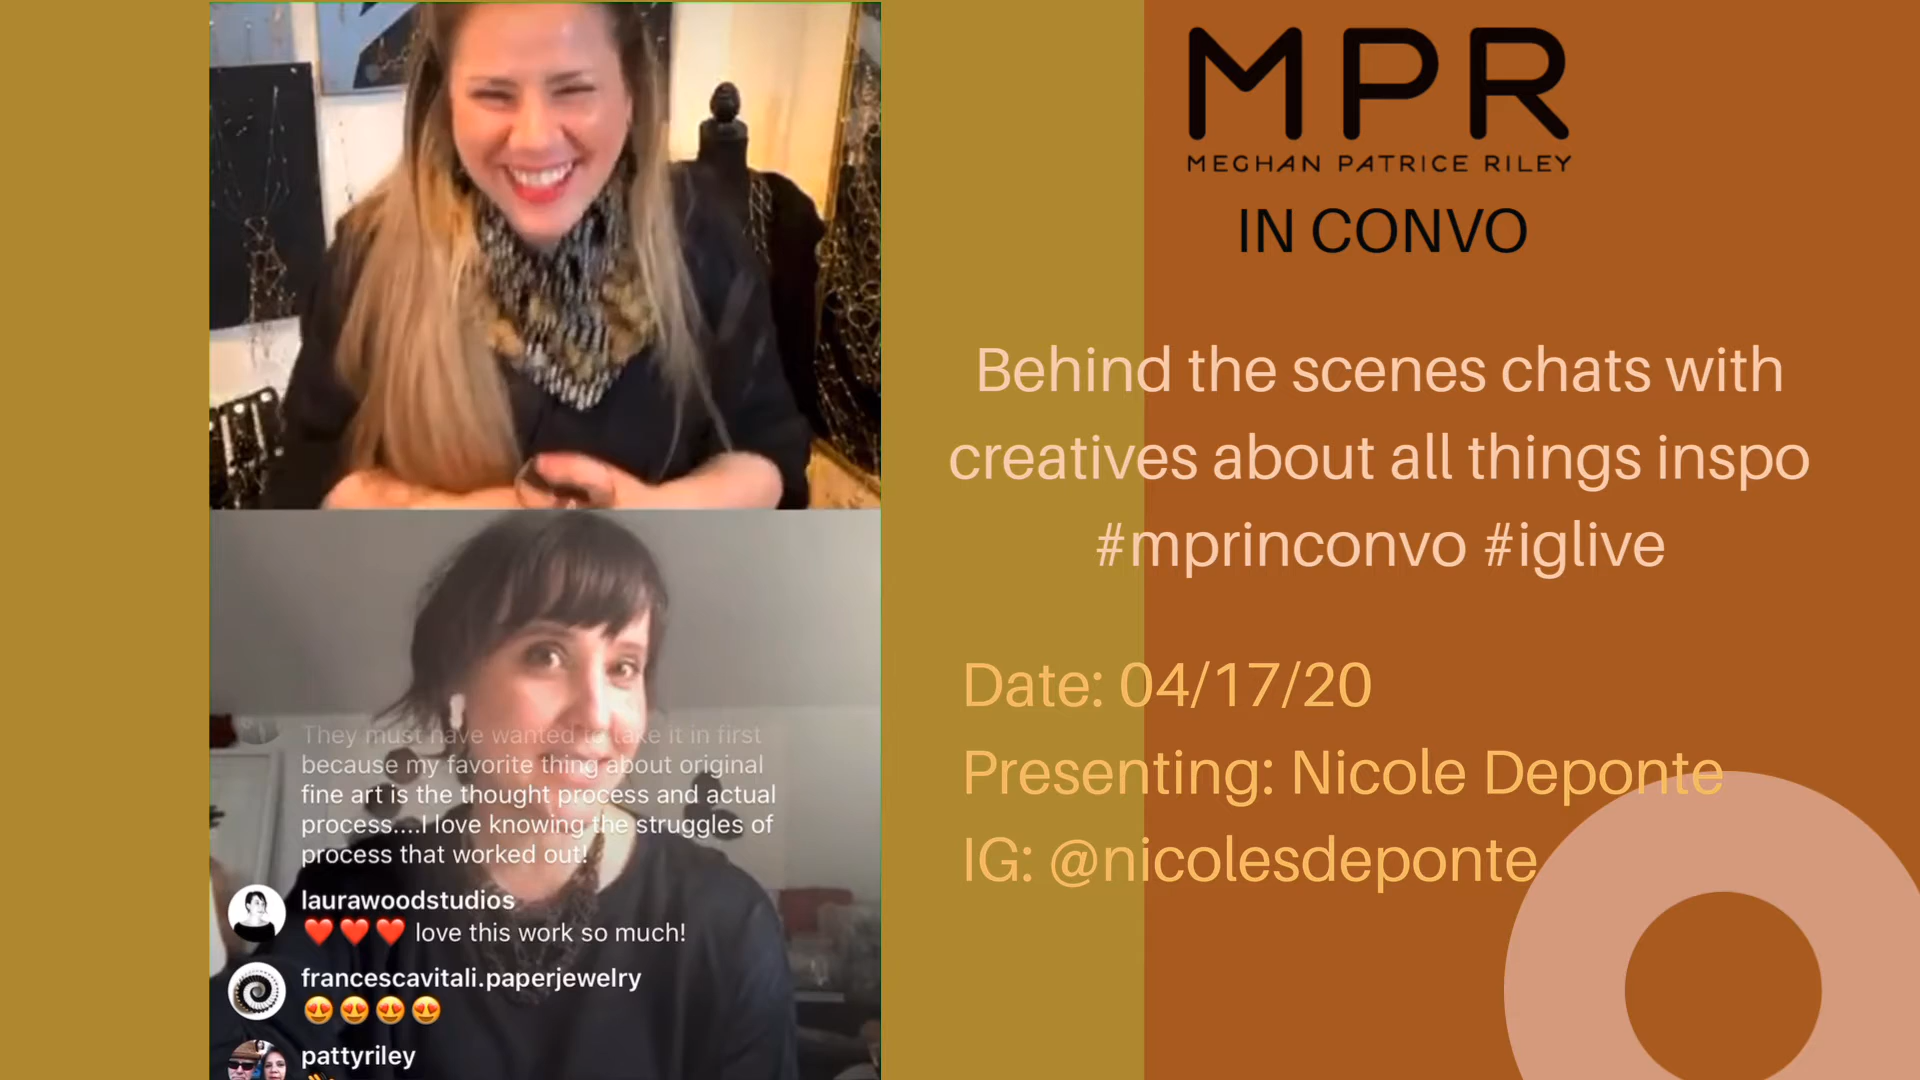 MPR
MEGHAN PATRICE RILEY
IN CONVO
Behind the scenes chats with
creatives about all things inspo
#mprinconvo #iglive
Date: 04/17/20
Presenting: Nicole Deponte
IG: @nicolesdeponte
They must have wanted to take it in first
because my favorite thing about original
fine art is the thought process and actual
process....I love knowing the struggles of
process that worked out!
laurawoodstudios
❤️❤️❤️ love this work so much!
francescavitali.paperjewelry
😍😍😍😍
pattyriley